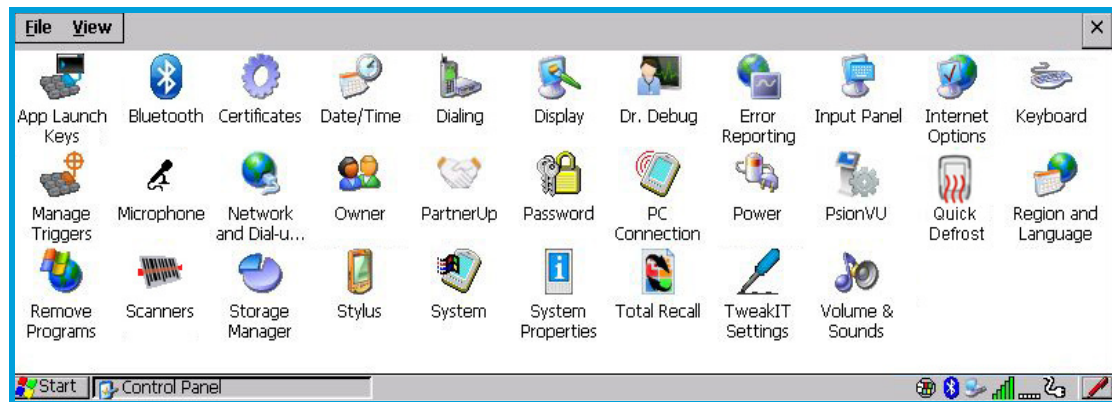 File View
App Launch Keys
Bluetooth
Certificates
Date/Time
Dialing
Display
Dr. Debug
Error Reporting
Input Panel
Internet Options
Keyboard
Manage Triggers
Microphone
Network and Dial-u...
Owner
PartnerUp
Password
PC Connection
Power
PsionVU
Quick Defrost
Region and Language
Remove Programs
Scanners
Storage Manager
Stylus
System
System Properties
Total Recall
TweakIT Settings
Volume & Sounds
Start Control Panel